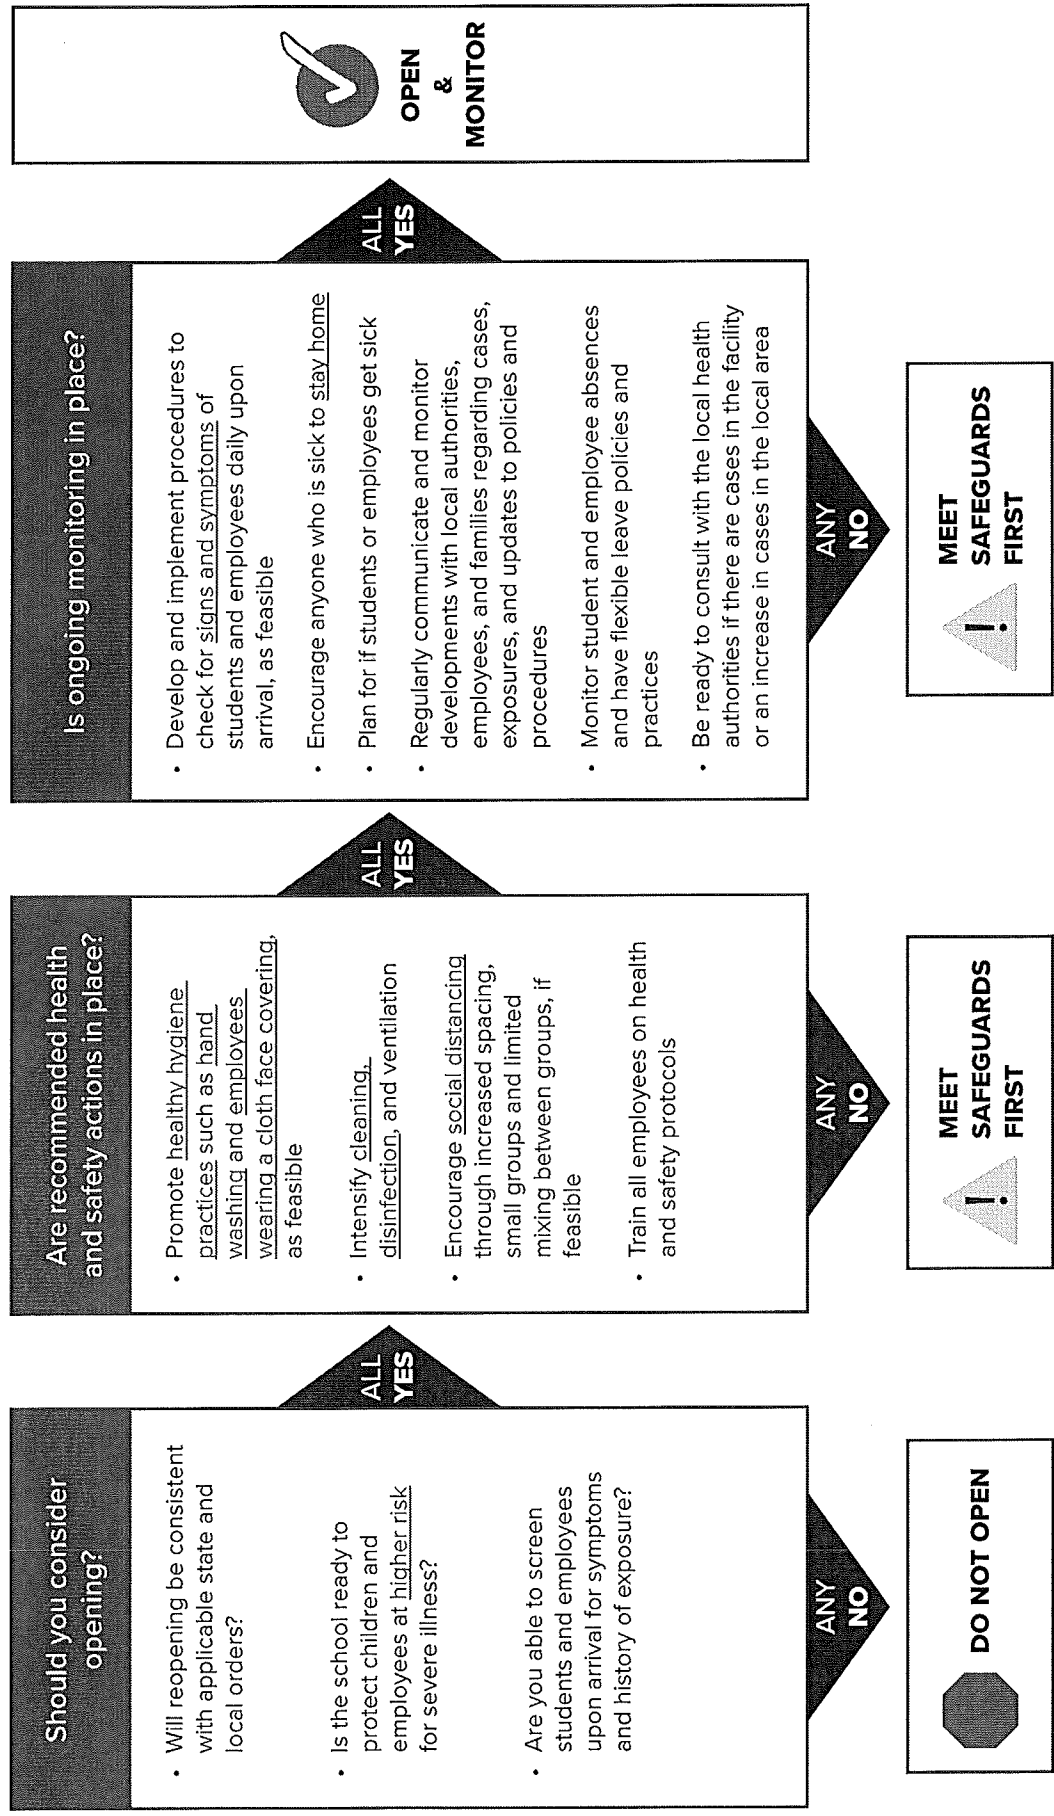 Should you consider
opening?
• Will reopening be consistent
with applicable state and
local orders?
• Is the school ready to
protect children and
employees at higher risk
for severe illness?
• Are you able to screen
students and employees
upon arrival for symptoms
and history of exposure?
ALL
YES
ANY
NO
DO NOT OPEN
Are recommended health
and safety actions in place?
• Promote healthy hygiene
practices such as hand
washing and employees
wearing a cloth face covering,
as feasible
• Intensify cleaning,
disinfection, and ventilation
• Encourage social distancing
through increased spacing,
small groups and limited
mixing between groups, if
feasible
• Train all employees on health
and safety protocols
ALL
YES
ANY
NO
!
MEET
SAFEGUARDS
FIRST
Is ongoing monitoring in place?
• Develop and implement procedures to
check for signs and symptoms of
students and employees daily upon
arrival, as feasible
• Encourage anyone who is sick to stay home
• Plan for if students or employees get sick
• Regularly communicate and monitor
developments with local authorities,
employees, and families regarding cases,
exposures, and updates to policies and
procedures
• Monitor student and employee absences
and have flexible leave policies and
practices
• Be ready to consult with the local health
authorities if there are cases in the facility
or an increase in cases in the local area
ALL
YES
ANY
NO
!
MEET
SAFEGUARDS
FIRST
OPEN
&
MONITOR